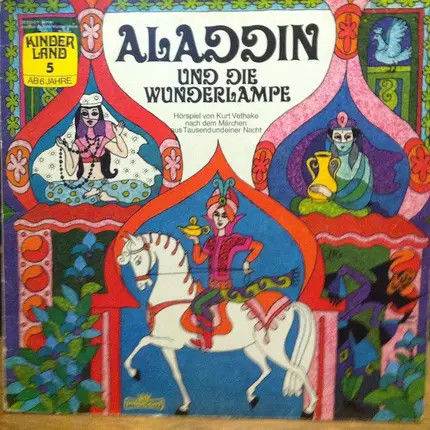 KINDER
LAND
5
AB 6 JAHRE
ALADDIN
UND DIE
WUNDERLAMPE
Hörspiel von Kurt Vethake
nach dem Märchen
aus Tausendundeiner Nacht